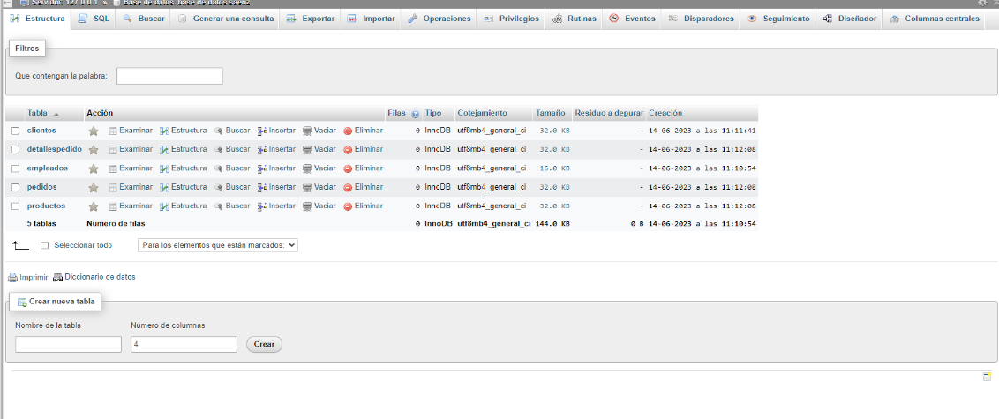 Servidor: 127.0.0.1 » Base de datos: base de datos saenz
Estructura SQL Buscar Generar una consulta Exportar Importar Operaciones Privilegios Rutinas Eventos Disparadores Seguimiento Diseñador Columnas centrales
Filtros
Que contengan la palabra:
Tabla Acción Filas Tipo Cotejamiento Tamaño Residuo a depurar Creación
clientes Examinar Estructura Buscar Insertar Vaciar Eliminar 0 InnoDB utf8mb4_general_ci 32.0 KB - 14-06-2023 a las 11:11:41
detallespedido Examinar Estructura Buscar Insertar Vaciar Eliminar 0 InnoDB utf8mb4_general_ci 32.0 KB - 14-06-2023 a las 11:12:08
empleados Examinar Estructura Buscar Insertar Vaciar Eliminar 0 InnoDB utf8mb4_general_ci 16.0 KB - 14-06-2023 a las 11:10:54
pedidos Examinar Estructura Buscar Insertar Vaciar Eliminar 0 InnoDB utf8mb4_general_ci 32.0 KB - 14-06-2023 a las 11:12:08
productos Examinar Estructura Buscar Insertar Vaciar Eliminar 0 InnoDB utf8mb4_general_ci 32.0 KB - 14-06-2023 a las 11:12:08
5 tablas Número de filas 0 InnoDB utf8mb4_general_ci 144.0 KB 0 B 14-06-2023 a las 11:10:54
Seleccionar todo Para los elementos que están marcados:
Imprimir Diccionario de datos
Crear nueva tabla
Nombre de la tabla Número de columnas
4 Crear